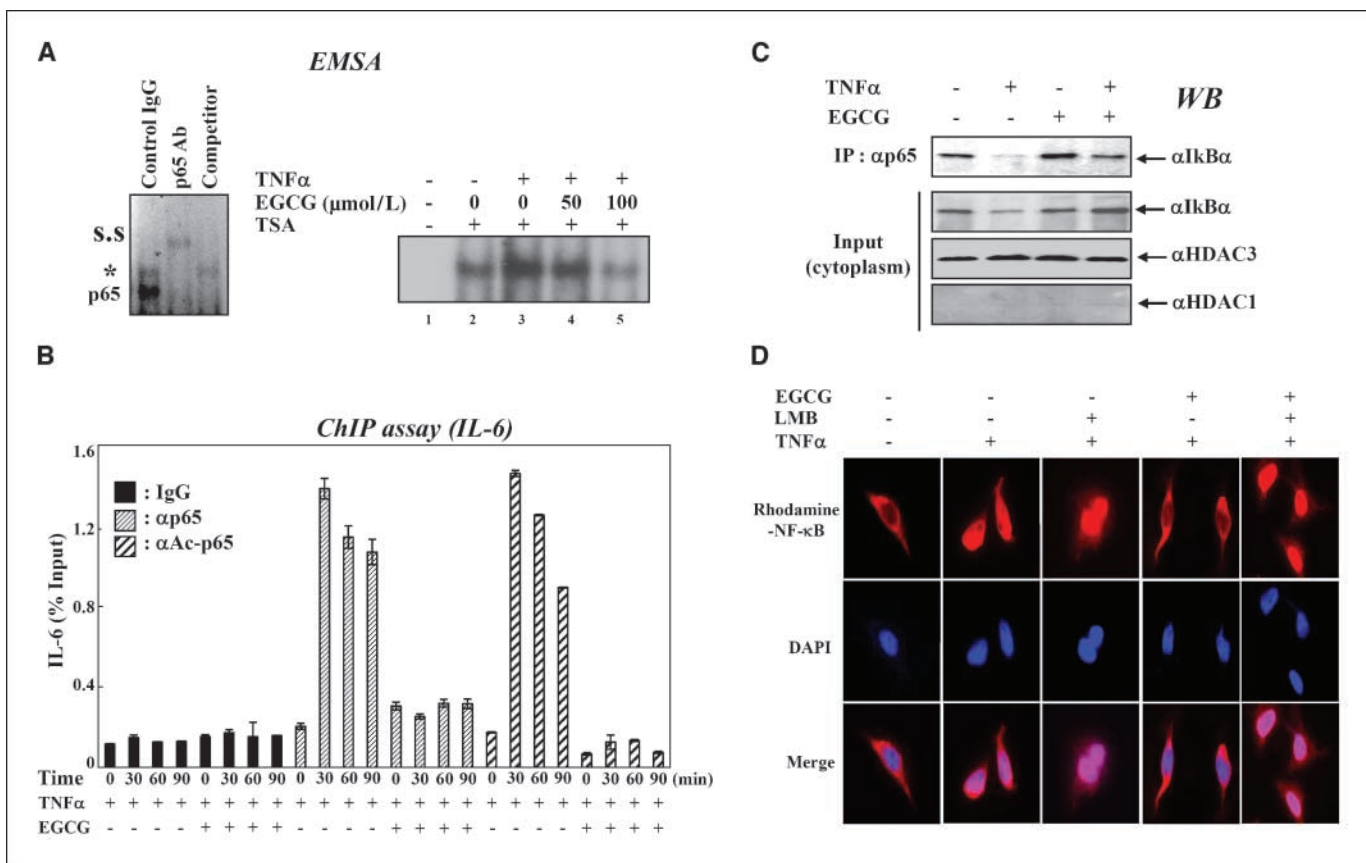 A
EMSA
Control IgG
p65 Ab
Competitor
s.s
*
p65
TNFα - - + + +
EGCG (μmol/L) - 0 0 50 100
TSA - + + + +
1 2 3 4 5
B
ChIP assay (IL-6)
IL-6 (% Input)
1.6
1.2
0.8
0.4
0
: IgG
: αp65
: αAc-p65
Time 0 30 60 90 0 30 60 90 0 30 60 90 0 30 60 90 0 30 60 90 0 30 60 90 (min)
TNFα + + + + + + + + + + + + + + + + + + + + + + + +
EGCG - - - - + + + + - - - - + + + + - - - - + + + +
C
TNFα - + - +
EGCG - - + +
WB
IP : αp65
αIkBα
αIkBα
Input
(cytoplasm)
αHDAC3
αHDAC1
D
EGCG - - - + +
LMB - - + - +
TNFα - + + + +
Rhodamine
-NF-κB
DAPI
Merge